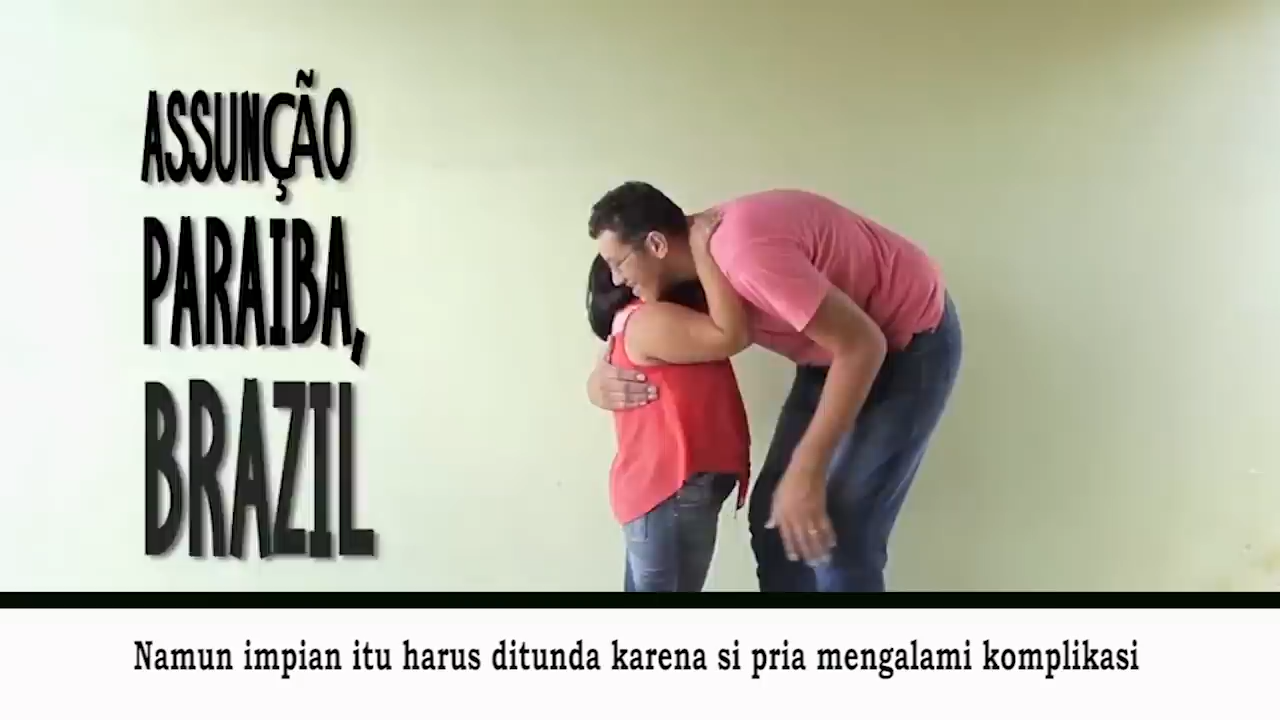 ASSUNÇÃO
PARAIBA,
BRAZIL
Namun impian itu harus ditunda karena si pria mengalami komplikasi